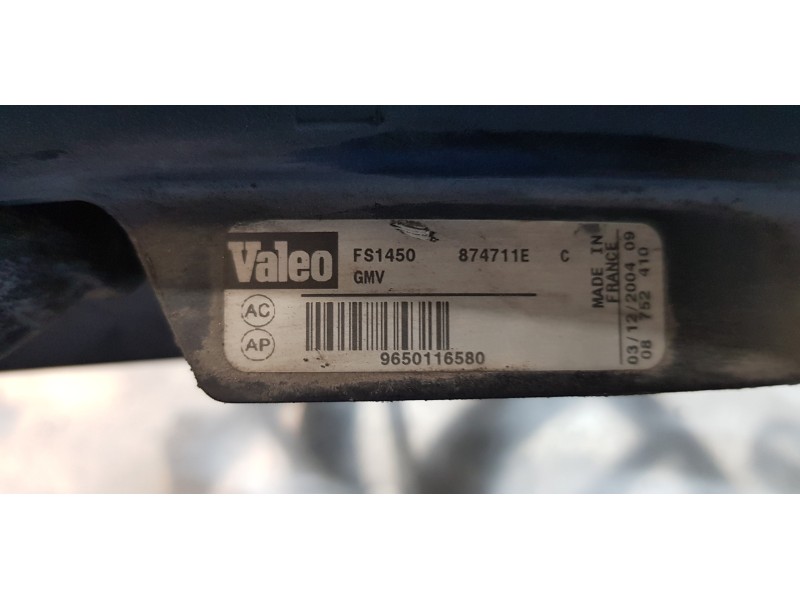 Valeo FS1450 874711E C
GMV
AC
AP
9650116580
MADE IN
FRANCE
03/12/2004 09
08 752 410